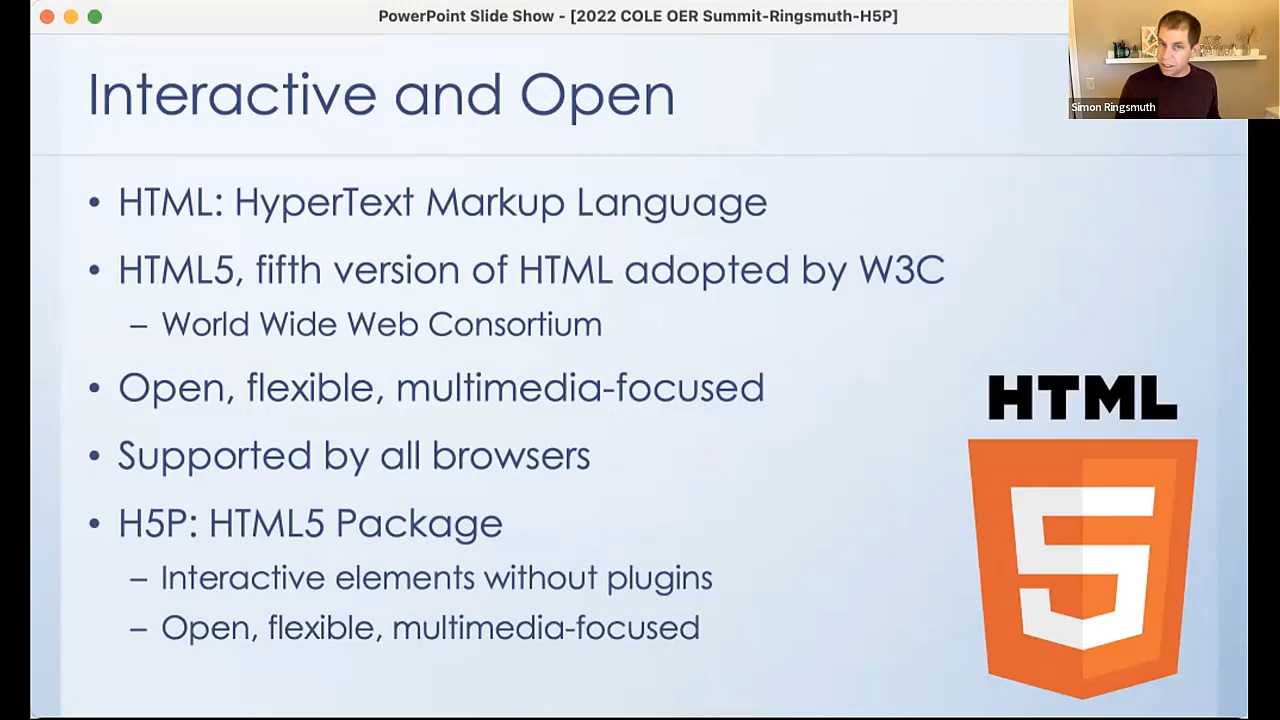 PowerPoint Slide Show - [2022 COLE OER Summit-Ringsmuth-H5P]
Simon Ringsmuth
Interactive and Open
• HTML: HyperText Markup Language
• HTML5, fifth version of HTML adopted by W3C
– World Wide Web Consortium
• Open, flexible, multimedia-focused
• Supported by all browsers
• H5P: HTML5 Package
– Interactive elements without plugins
– Open, flexible, multimedia-focused
HTML
5